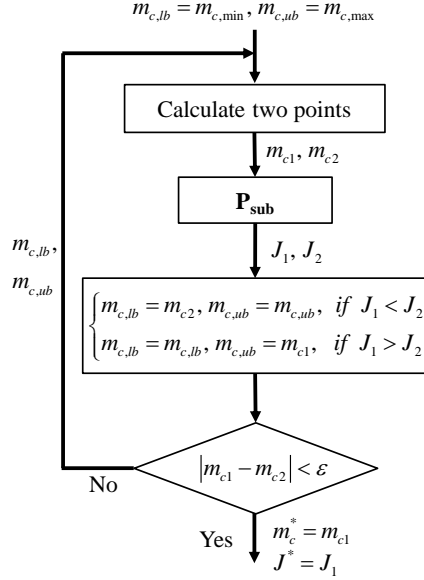 m_{c,lb} = m_{c,min}, m_{c,ub} = m_{c,max}
Calculate two points
m_{c1}, m_{c2}
P_{sub}
J_1, J_2
m_{c,lb},
m_{c,ub}
{ m_{c,lb} = m_{c2}, m_{c,ub} = m_{c,ub}, if J_1 < J_2
m_{c,lb} = m_{c,lb}, m_{c,ub} = m_{c1}, if J_1 > J_2
|m_{c1} − m_{c2}| < ε
No
Yes
m_c^* = m_{c1}
J^* = J_1